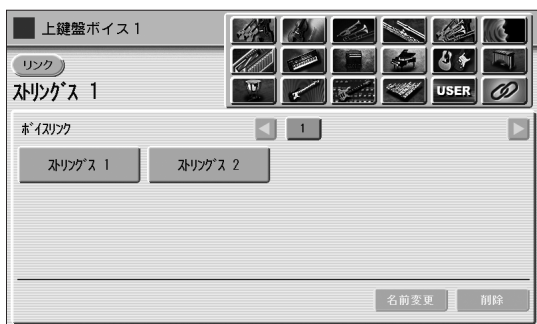 上鍵盤ボイス1
リンク
ストリングス 1
USER
ボイスリンク
1
ストリングス 1 ストリングス 2
名前変更 削除